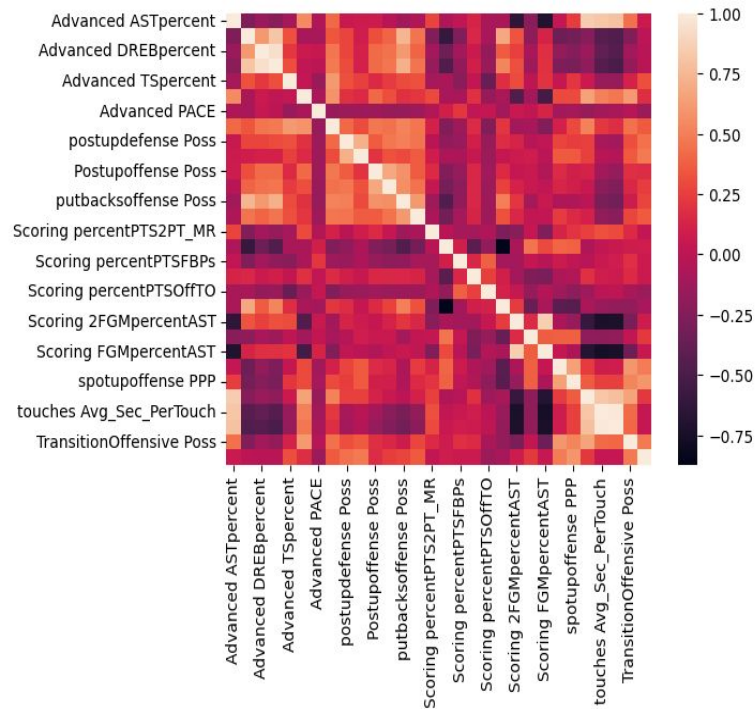 Advanced ASTpercent
Advanced DREBpercent
Advanced TSpercent
Advanced PACE
postupdefense Poss
Postupoffense Poss
putbacksoffense Poss
Scoring percentPTS2PT_MR
Scoring percentPTSFBPs
Scoring percentPTSOffTO
Scoring 2FGMpercentAST
Scoring FGMpercentAST
spotupoffense PPP
touches Avg_Sec_PerTouch
TransitionOffensive Poss
1.00
0.75
0.50
0.25
0.00
-0.25
-0.50
-0.75
Advanced ASTpercent
Advanced DREBpercent
Advanced TSpercent
Advanced PACE
postupdefense Poss
Postupoffense Poss
putbacksoffense Poss
Scoring percentPTS2PT_MR
Scoring percentPTSFBPs
Scoring percentPTSOffTO
Scoring 2FGMpercentAST
Scoring FGMpercentAST
spotupoffense PPP
touches Avg_Sec_PerTouch
TransitionOffensive Poss